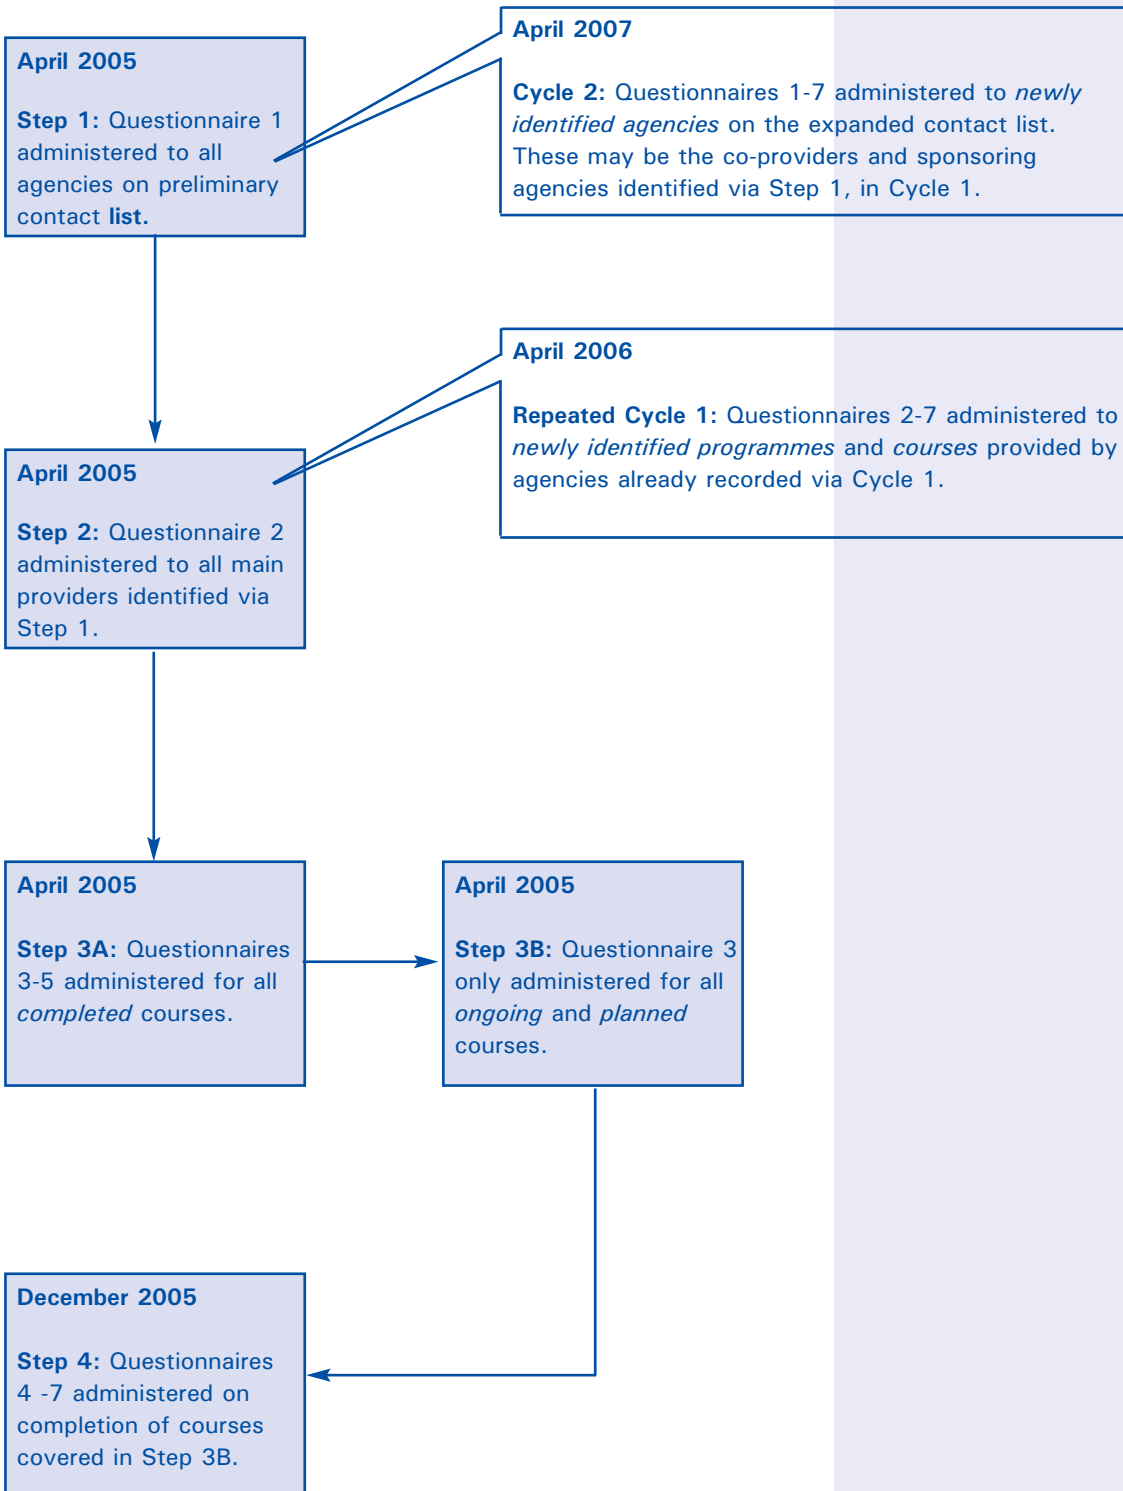 April 2005
Step 1: Questionnaire 1
administered to all
agencies on preliminary
contact list.
April 2007
Cycle 2: Questionnaires 1-7 administered to newly
identified agencies on the expanded contact list.
These may be the co-providers and sponsoring
agencies identified via Step 1, in Cycle 1.
April 2005
Step 2: Questionnaire 2
administered to all main
providers identified via
Step 1.
April 2006
Repeated Cycle 1: Questionnaires 2-7 administered to
newly identified programmes and courses provided by
agencies already recorded via Cycle 1.
April 2005
Step 3A: Questionnaires
3-5 administered for all
completed courses.
April 2005
Step 3B: Questionnaire 3
only administered for all
ongoing and planned
courses.
December 2005
Step 4: Questionnaires
4 -7 administered on
completion of courses
covered in Step 3B.